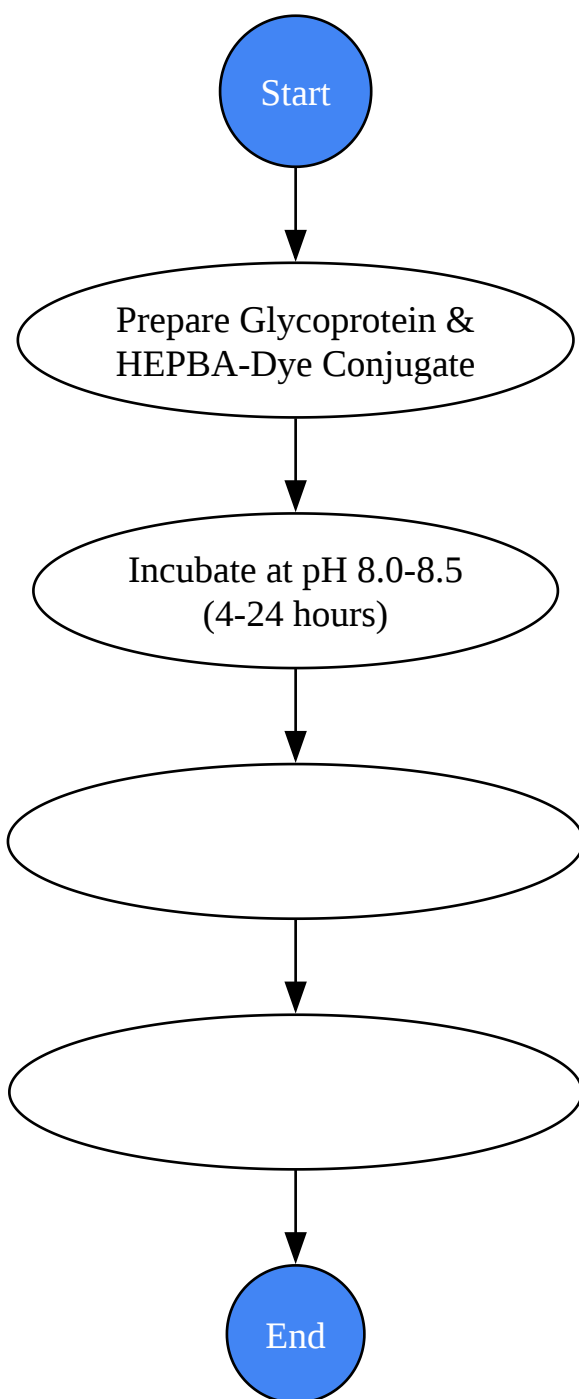 Start
Prepare Glycoprotein &
HEPBA-Dye Conjugate
Incubate at pH 8.0-8.5
(4-24 hours)
End